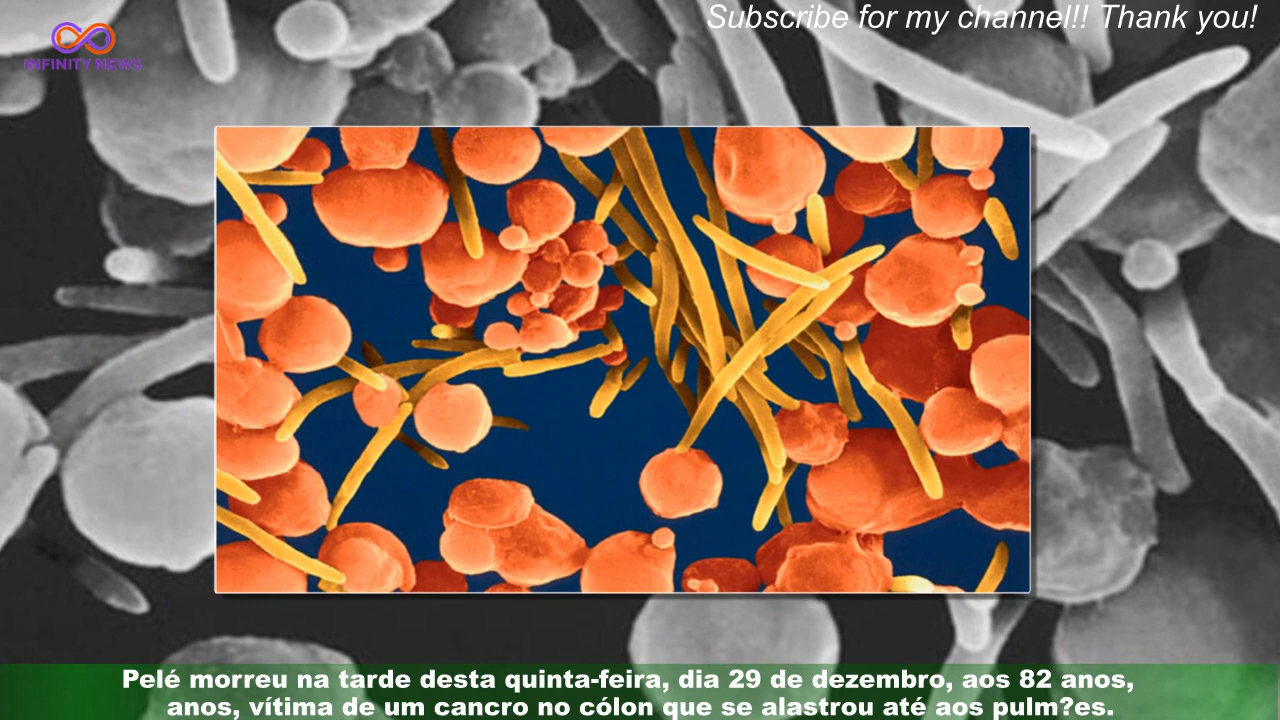 Subscribe for my channel!! Thank you!
INFINITY NEWS
Pelé morreu na tarde desta quinta-feira, dia 29 de dezembro, aos 82 anos,
anos, vítima de um cancro no cólon que se alastrou até aos pulm?es.